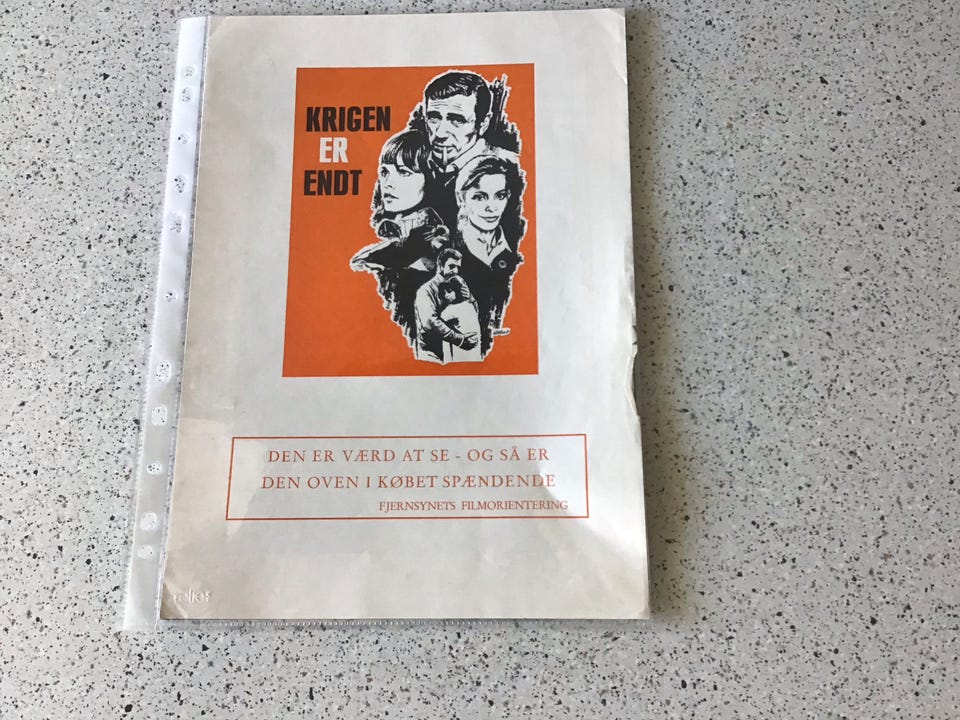 KRIGEN
ER
ENDT
DEN ER VÆRD AT SE - OG SÅ ER
DEN OVEN I KØBET SPÆNDENDE
FJERNSYNETS FILMORIENTERING